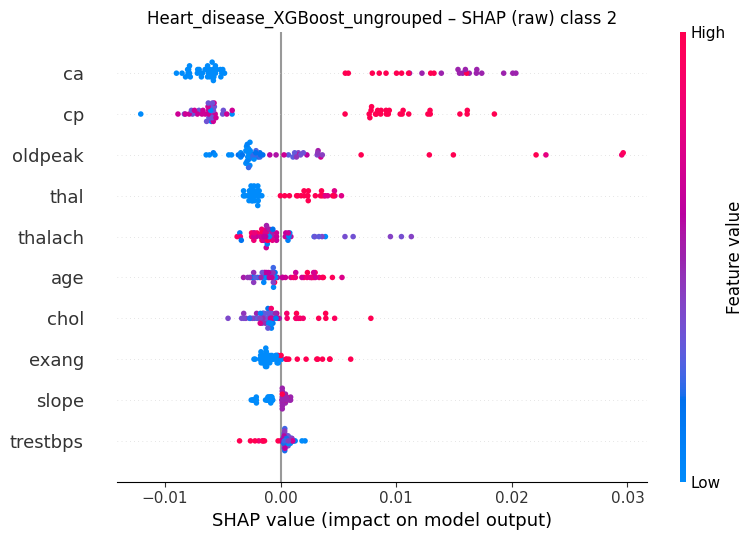 Heart_disease_XGBoost_ungrouped – SHAP (raw) class 2
High
ca
cp
oldpeak
thal
thalach
age
chol
exang
slope
trestbps
Feature value
Low
−0.01 0.00 0.01 0.02 0.03
SHAP value (impact on model output)